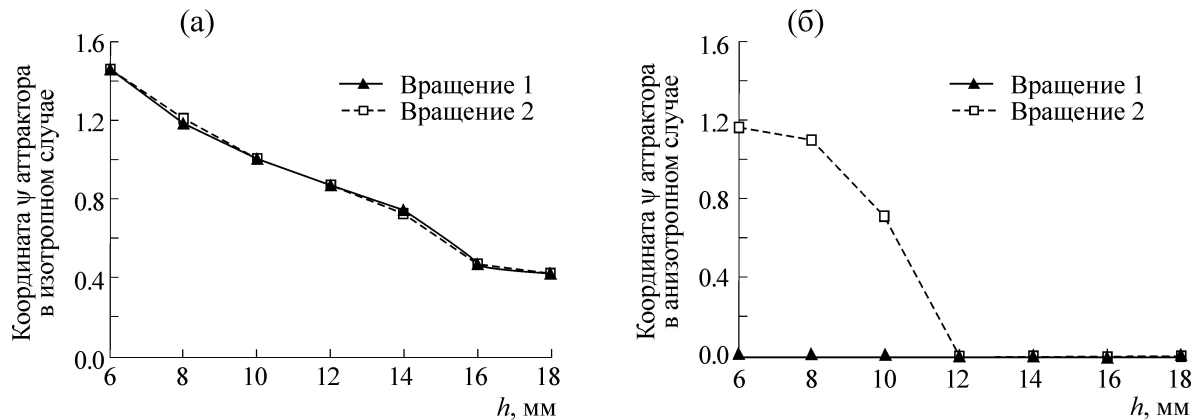 (а)
Координата ψ аттрактора
в изотропном случае
1.6
1.2
0.8
0.4
0.0
Вращение 1
Вращение 2
6 8 10 12 14 16 18
h, мм
(б)
Координата ψ аттрактора
в анизотропном случае
1.6
1.2
0.8
0.4
0.0
Вращение 1
Вращение 2
6 8 10 12 14 16 18
h, мм